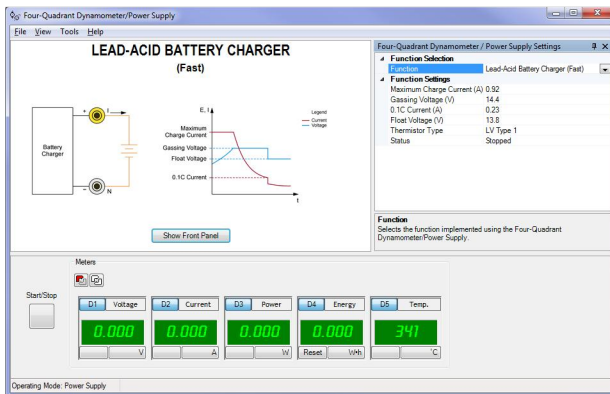 Four-Quadrant Dynamometer/Power Supply
File View Tools Help
LEAD-ACID BATTERY CHARGER
(Fast)
+
I
Battery
Charger
-
N
E, I
Legend
Current
Voltage
Maximum
Charge Current
Gassing Voltage
Float Voltage
0.1C Current
t
Show Front Panel
Four-Quadrant Dynamometer / Power Supply Settings
Function Selection
Function Lead-Acid Battery Charger (Fast)
Function Settings
Maximum Charge Current (A) 0.92
Gassing Voltage (V) 14.4
0.1C Current (A) 0.23
Float Voltage (V) 13.8
Thermistor Type LV Type 1
Status Stopped
Function
Selects the function implemented using the Four-Quadrant
Dynamometer/Power Supply.
Meters
Start/Stop
D1 Voltage D2 Current D3 Power D4 Energy D5 Temp.
0.000 0.000 0.000 0.000 341
V A W Reset W•h °C
Operating Mode: Power Supply